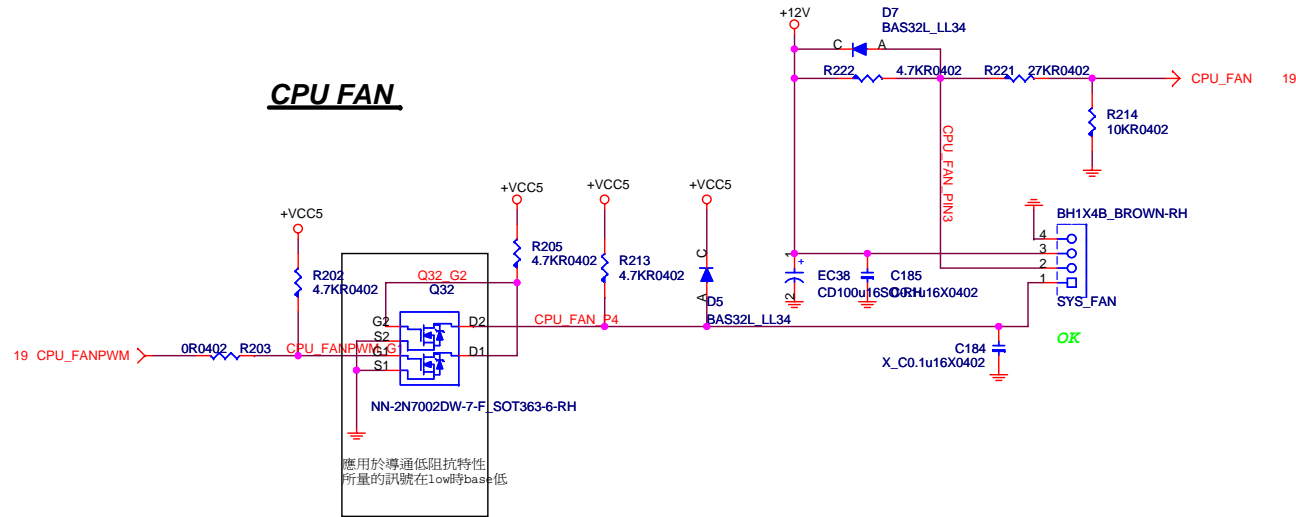 +12V
D7
BAS32L_LL34
C
A
R222
4.7KR0402
R221
27KR0402
CPU_FAN
19
CPU FAN
R214
10KR0402
CPU_FAN_PIN3
+VCC5
+VCC5
+VCC5
+VCC5
BH1X4B_BROWN-RH
4
3
2
1
SYS_FAN
OK
R205
4.7KR0402
R213
4.7KR0402
R202
4.7KR0402
Q32_G2
Q32
C
A
D5
BAS32L_LL34
1
2
EC38
CD100u16SO-RH
C185
C0.1u16X0402
G2
S2
G1
S1
D2
D1
CPU_FAN_P4
19
CPU_FANPWM
0R0402
R203
CPU_FANPWM_G1
C184
X_C0.1u16X0402
NN-2N7002DW-7-F_SOT363-6-RH
應用於導通低阻抗特性
所量的訊號在low時base低